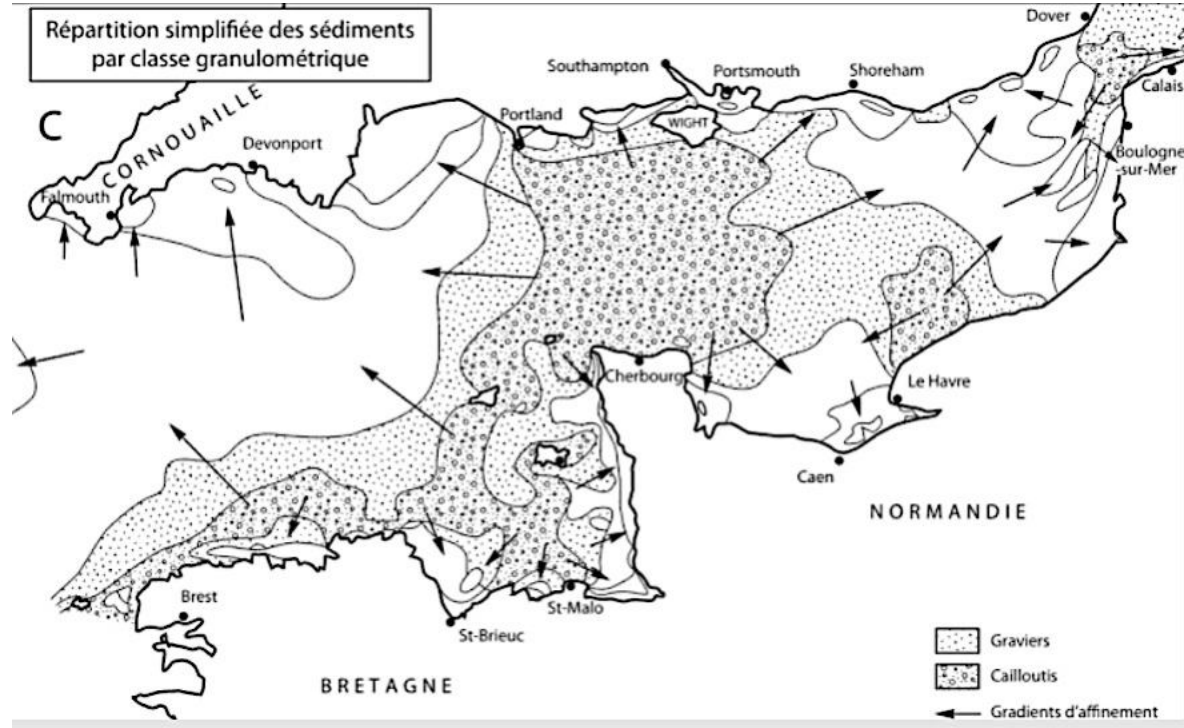 Répartition simplifiée des sédiments
par classe granulométrique
Dover
Calais
Southampton
Portsmouth
Shoreham
C
CORNOUAILLE
Devonport
Portland
WIGHT
Boulogne
-sur-Mer
Falmouth
Cherbourg
Le Havre
Caen
NORMANDIE
Brest
St-Malo
St-Brieuc
BRETAGNE
Graviers
Cailloutis
Gradients d'affinement